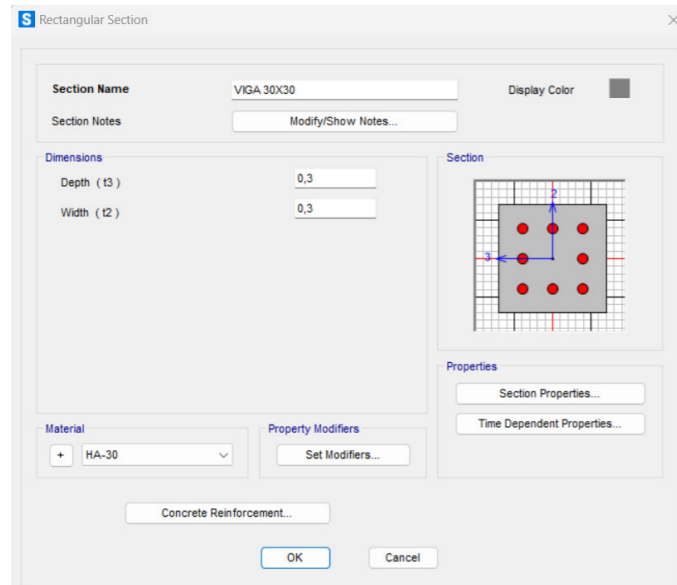 S Rectangular Section
Section Name VIGA 30X30 Display Color
Section Notes Modify/Show Notes...
Dimensions Section
Depth ( t3 ) 0,3
Width ( t2 ) 0,3
2
3
Properties
Section Properties...
Time Dependent Properties...
Material Property Modifiers
+ HA-30 Set Modifiers...
Concrete Reinforcement...
OK Cancel